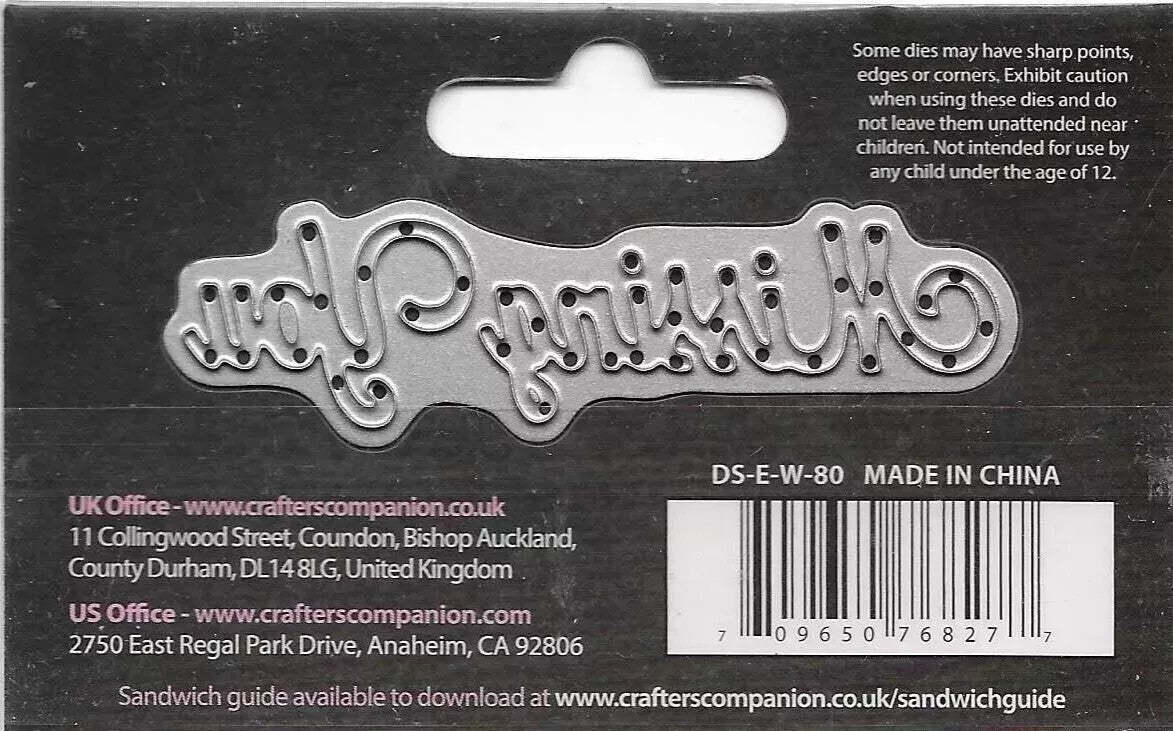 Some dies may have sharp points,
edges or corners. Exhibit caution
when using these dies and do
not leave them unattended near
children. Not intended for use by
any child under the age of 12.
Missing You
DS-E-W-80 MADE IN CHINA
UK Office - www.crafterscompanion.co.uk
11 Collingwood Street, Coundon, Bishop Auckland,
County Durham, DL14 8LG, United Kingdom
US Office - www.crafterscompanion.com
2750 East Regal Park Drive, Anaheim, CA 92806
7 09650 76827 7
Sandwich guide available to download at www.crafterscompanion.co.uk/sandwichguide